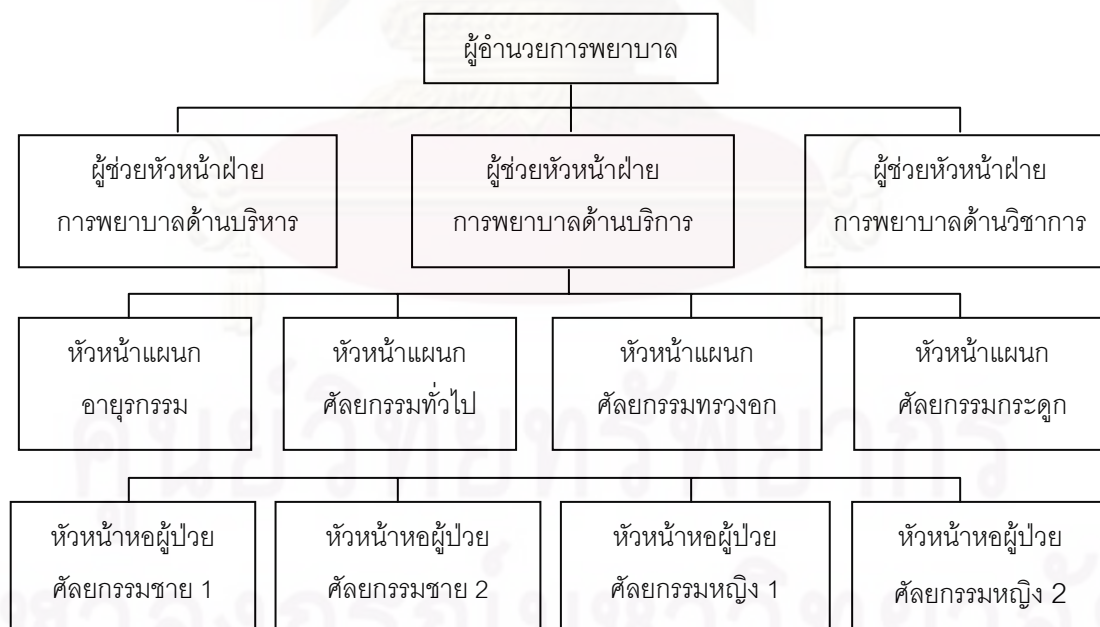 ผู้อำนวยการพยาบาล
ผู้ช่วยหัวหน้าฝ่าย
การพยาบาลด้านบริหาร
ผู้ช่วยหัวหน้าฝ่าย
การพยาบาลด้านบริการ
ผู้ช่วยหัวหน้าฝ่าย
การพยาบาลด้านวิชาการ
หัวหน้าแผนก
อายุรกรรม
หัวหน้าแผนก
ศัลยกรรมทั่วไป
หัวหน้าแผนก
ศัลยกรรมทรวงอก
หัวหน้าแผนก
ศัลยกรรมกระดูก
ศูนย์วิทยทรัพยากร
หัวหน้าหอผู้ป่วย
ศัลยกรรมชาย 1
หัวหน้าหอผู้ป่วย
ศัลยกรรมชาย 2
หัวหน้าหอผู้ป่วย
ศัลยกรรมหญิง 1
หัวหน้าหอผู้ป่วย
ศัลยกรรมหญิง 2